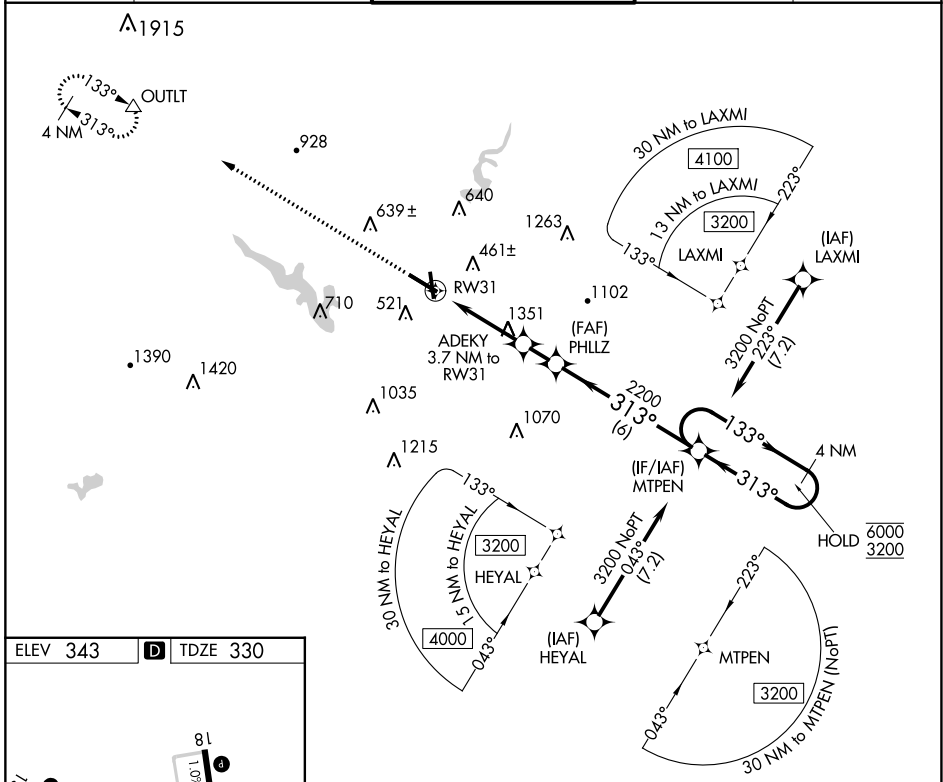 1915
133°
OUTLT
313°
4 NM
928
640
639±
1263
461±
RW31
710
521
1351
1102
ADEKY
3.7 NM to
RW31
(FAF)
PHLLZ
1390
1420
1035
1070
1215
2200
313°
(6)
30 NM to LAXMI
4100
13 NM to LAXMI
3200
223°
133°
LAXMI
(IAF)
LAXMI
3200 NoPT
223°
(7.2)
133°
4 NM
(IF/IAF)
MTPEN
313°
HOLD
6000
3200
133°
30 NM to HEYAL
15 NM to HEYAL
3200
HEYAL
4000
043°
3200 NoPT
043°
(7.2)
(IAF)
HEYAL
223°
MTPEN
3200
043°
30 NM to MTPEN (NoPT)
ELEV 343
D
TDZE 330
18
P